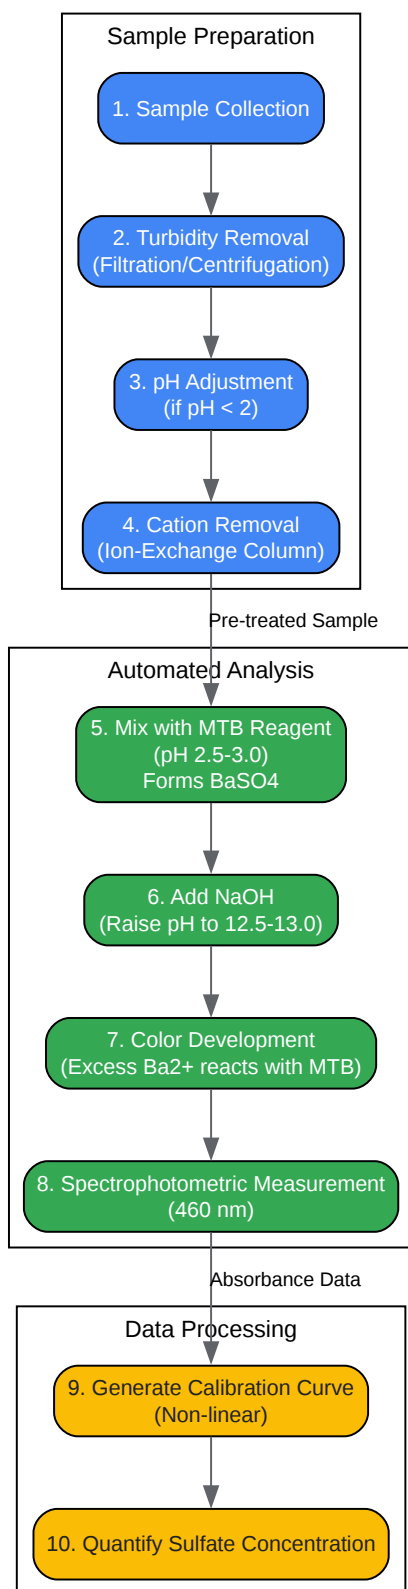 Sample Preparation
1. Sample Collection
2. Turbidity Removal
(Filtration/Centrifugation)
3. pH Adjustment
(if pH < 2)
4. Cation Removal
(Ion-Exchange Column)
Pre-treated Sample
Automated Analysis
5. Mix with MTB Reagent
(pH 2.5-3.0)
Forms BaSO4
6. Add NaOH
(Raise pH to 12.5-13.0)
7. Color Development
(Excess Ba2+ reacts with MTB)
8. Spectrophotometric Measurement
(460 nm)
Absorbance Data
Data Processing
9. Generate Calibration Curve
(Non-linear)
10. Quantify Sulfate Concentration